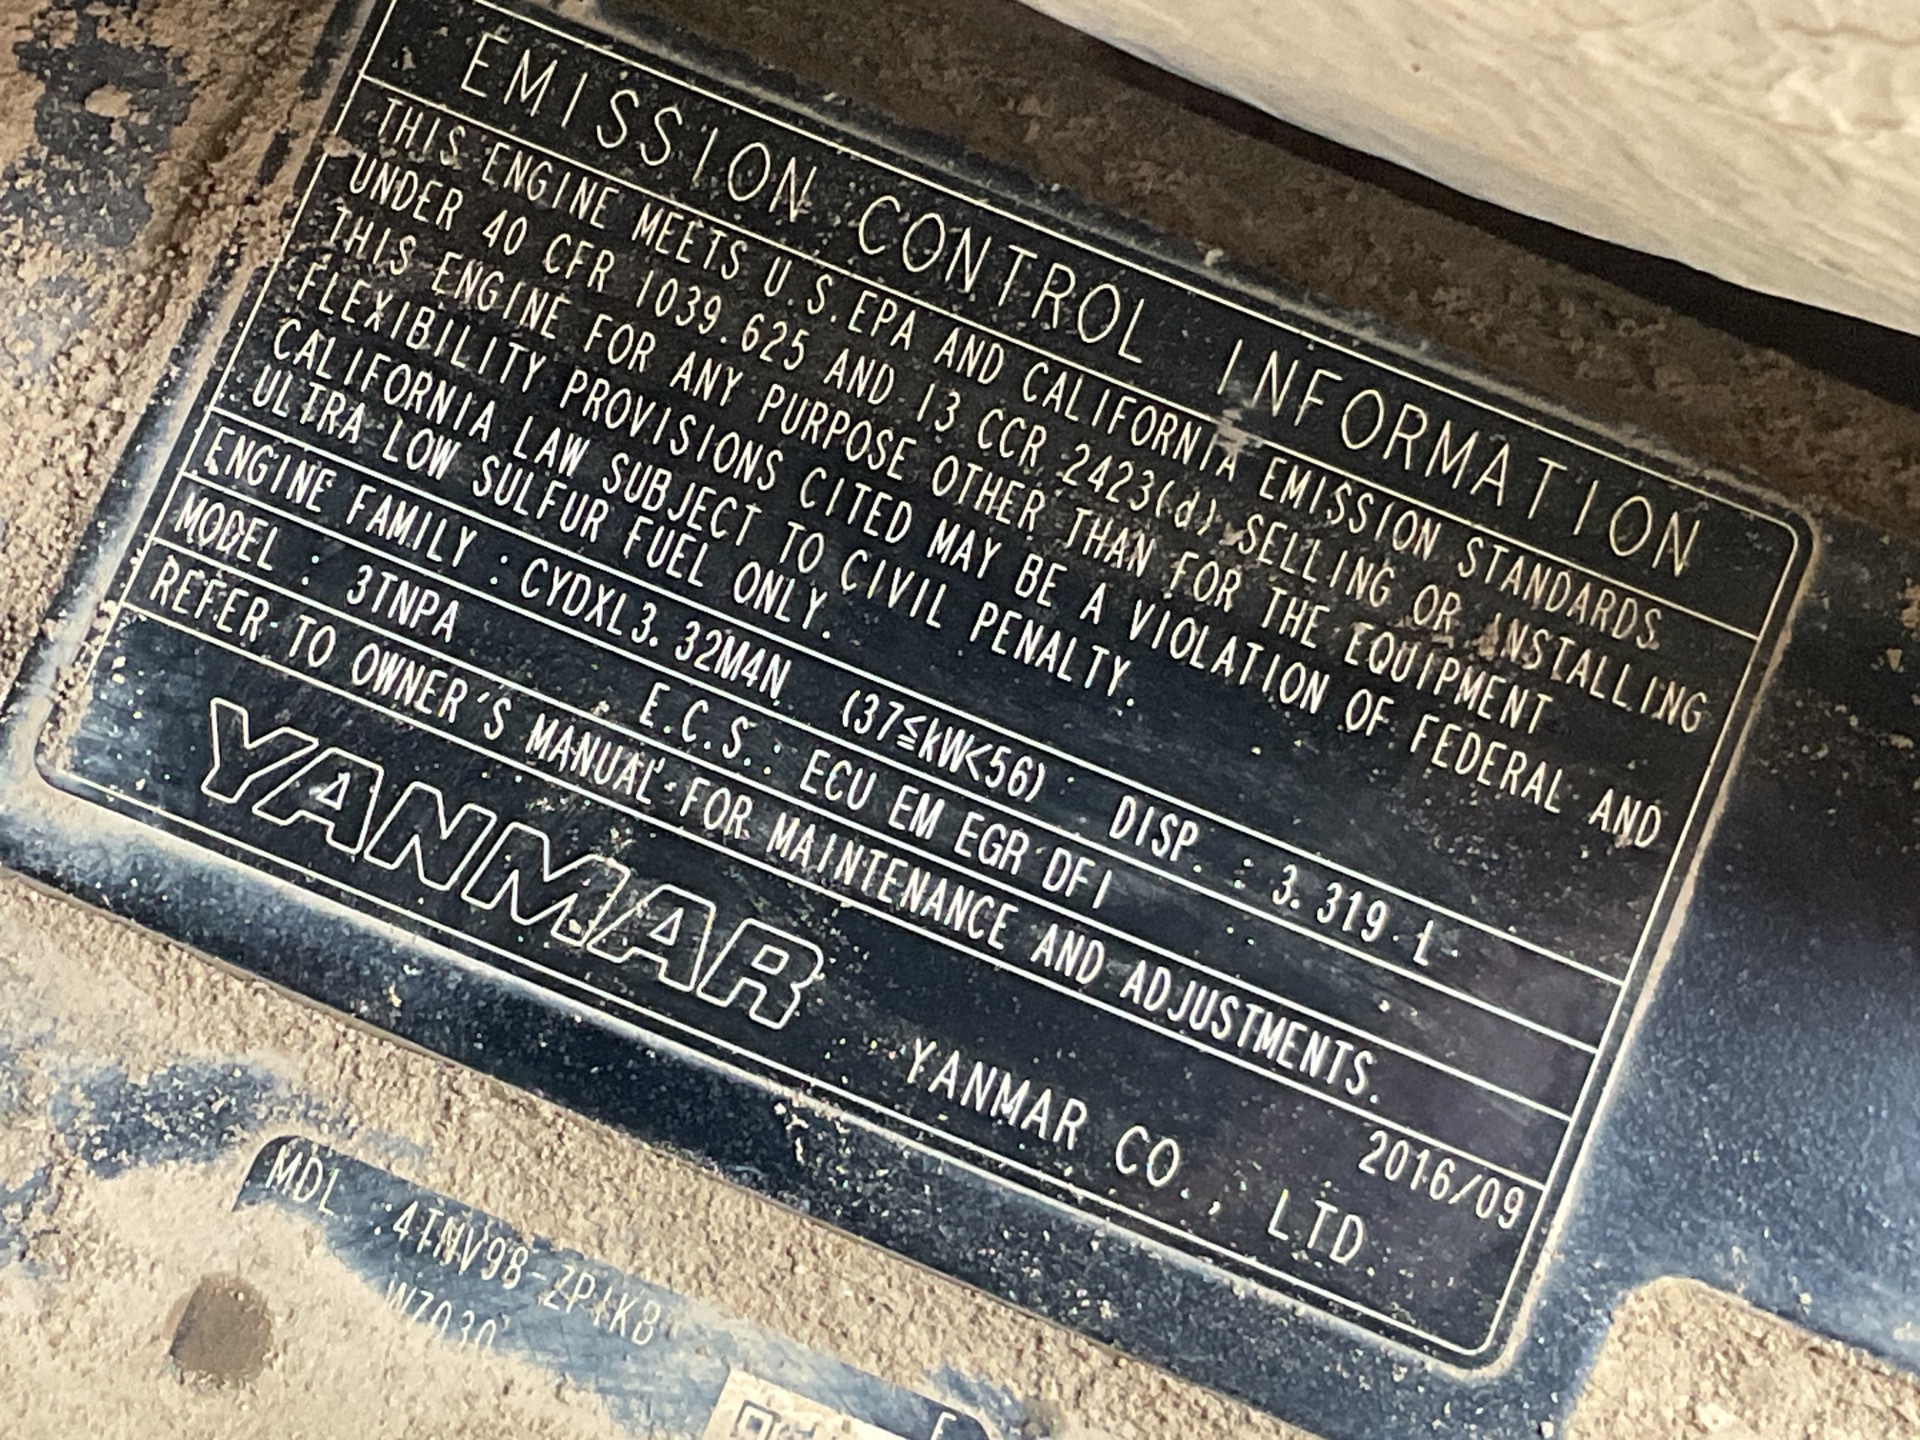 EMISSION CONTROL INFORMATION
THIS ENGINE MEETS U.S.EPA AND CALIFORNIA EMISSION STANDARDS
UNDER 40 CFR 1039.625 AND 13 CCR 2423(d) SELLING OR INSTALLING
THIS ENGINE FOR ANY PURPOSE OTHER THAN FOR THE EQUIPMENT
FLEXIBILITY PROVISIONS CITED MAY BE A VIOLATION OF FEDERAL AND
CALIFORNIA LAW SUBJECT TO CIVIL PENALTY.
ULTRA LOW SULFUR FUEL ONLY.
ENGINE FAMILY : CYDXL3.32M4N (37≦kW<56) DISP. : 3.319 L
MODEL : 3TNPA E.C.S.: ECU EM EGR DFI
REFER TO OWNER'S MANUAL FOR MAINTENANCE AND ADJUSTMENTS.
2016/09
YANMAR YANMAR CO., LTD.
MDL :4TNV98-ZPIKB